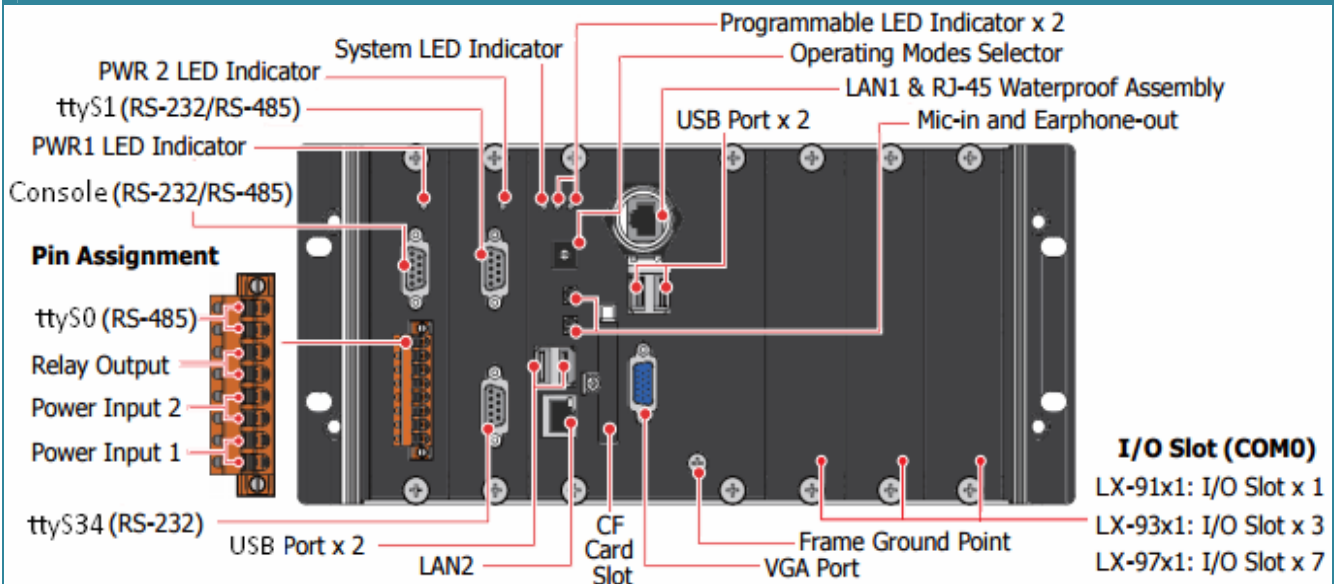 Programmable LED Indicator x 2
System LED Indicator
Operating Modes Selector
PWR 2 LED Indicator
LAN1 & RJ-45 Waterproof Assembly
ttyS1 (RS-232/RS-485)
USB Port x 2
Mic-in and Earphone-out
PWR1 LED Indicator
Console (RS-232/RS-485)
Pin Assignment
ttyS0 (RS-485)
Relay Output
Power Input 2
Power Input 1
ttyS34 (RS-232)
USB Port x 2
LAN2
CF
Card
Slot
VGA Port
Frame Ground Point
I/O Slot (COM0)
LX-91x1: I/O Slot x 1
LX-93x1: I/O Slot x 3
LX-97x1: I/O Slot x 7